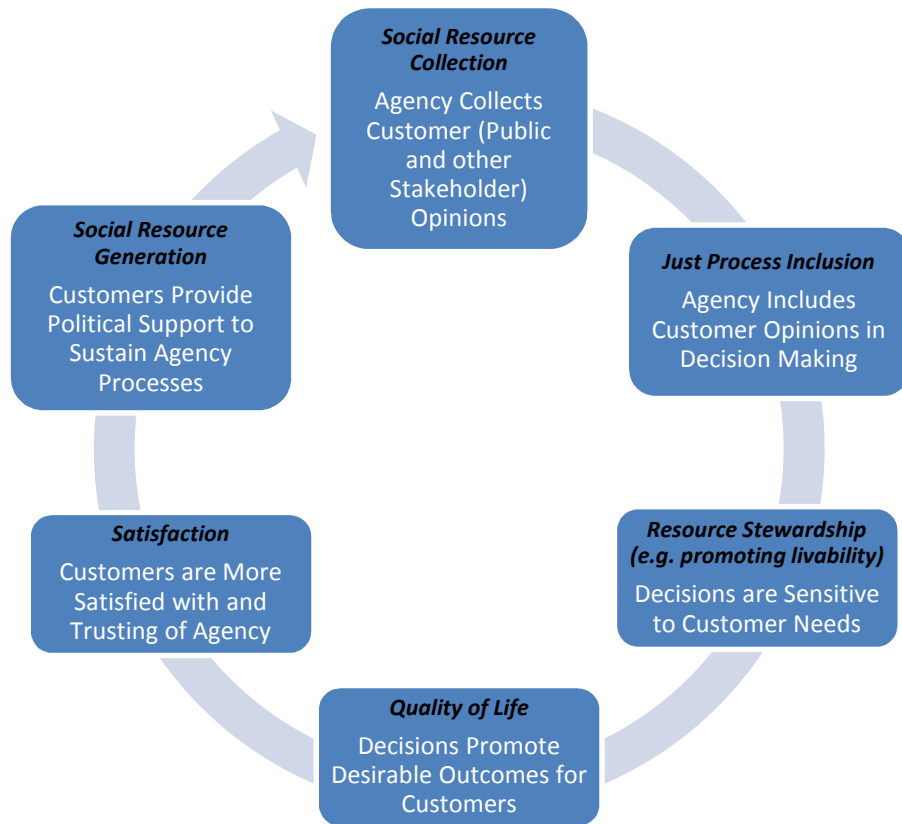 Social Resource
Collection
Agency Collects
Customer (Public
and other
Stakeholder)
Opinions
Just Process Inclusion
Agency Includes
Customer Opinions in
Decision Making
Resource Stewardship
(e.g. promoting livability)
Decisions are Sensitive
to Customer Needs
Quality of Life
Decisions Promote
Desirable Outcomes for
Customers
Satisfaction
Customers are More
Satisfied with and
Trusting of Agency
Social Resource
Generation
Customers Provide
Political Support to
Sustain Agency
Processes